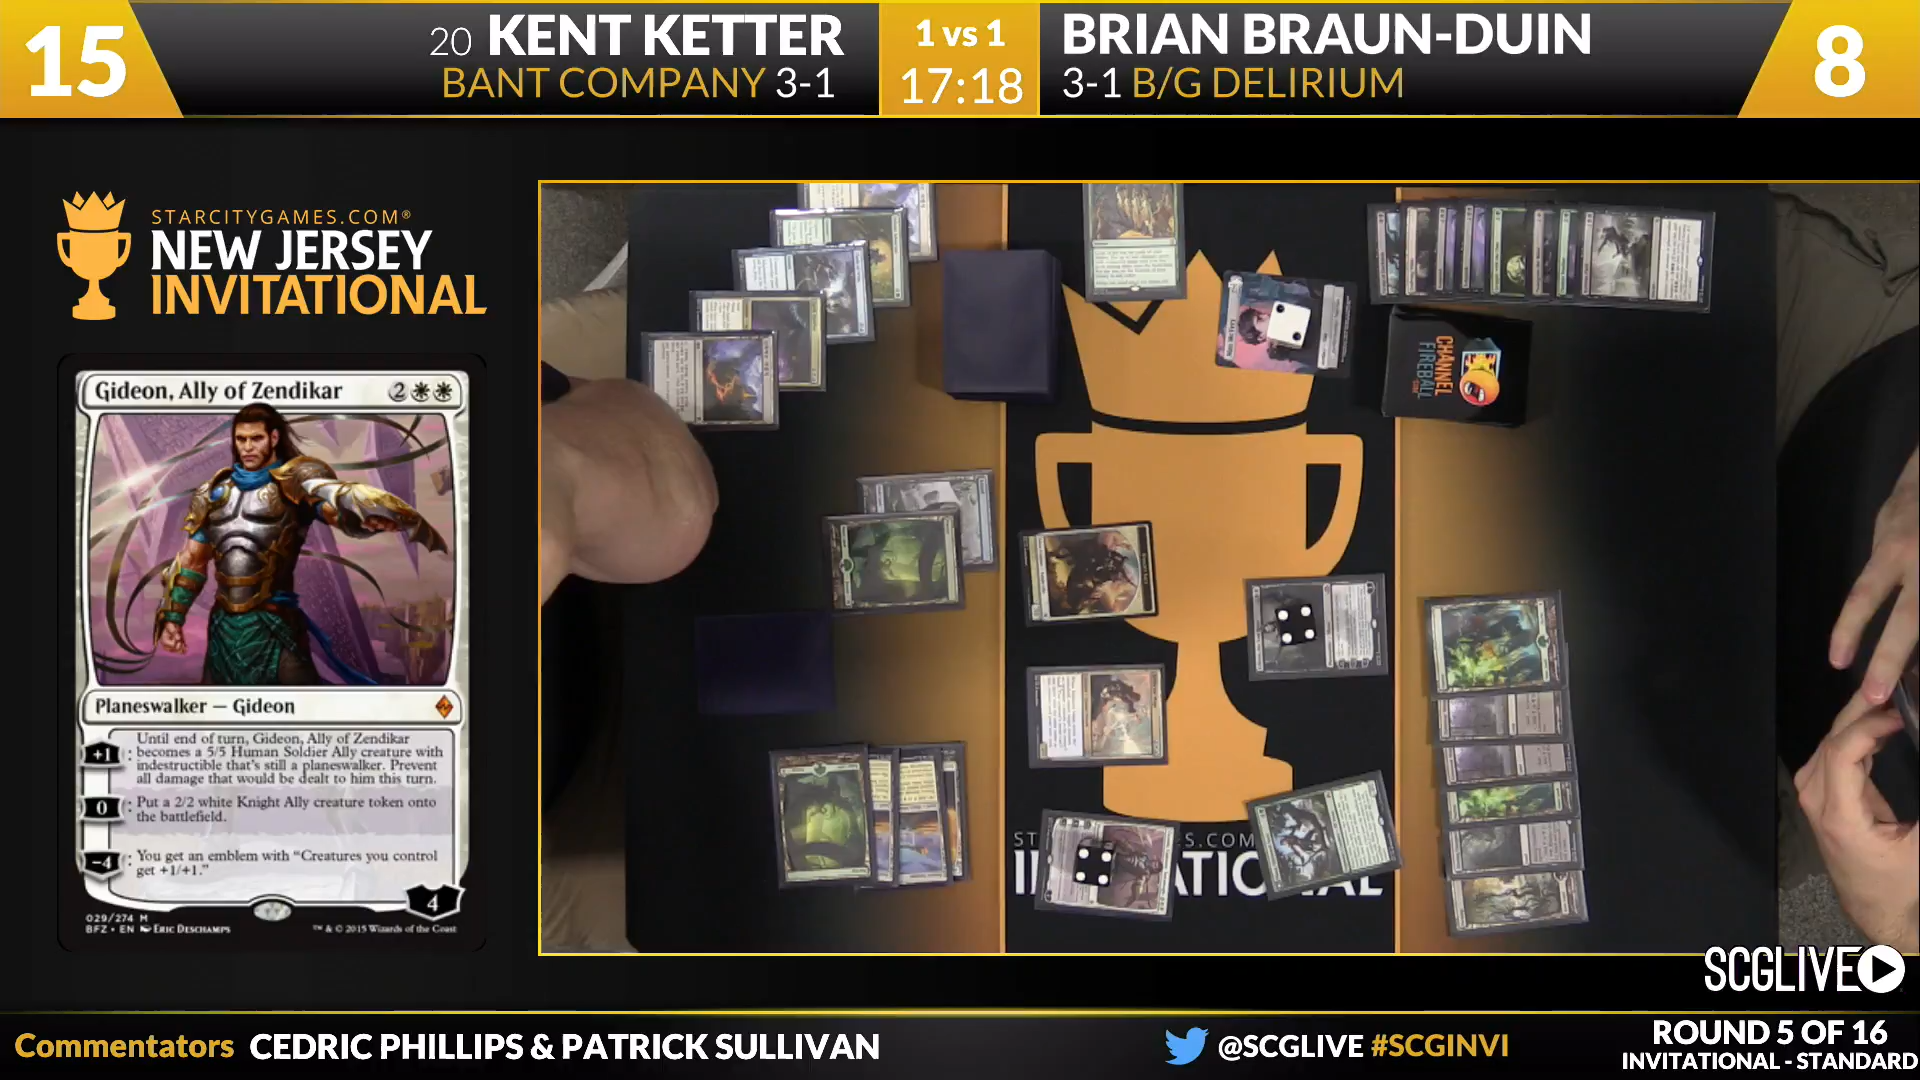 15
20 KENT KETTER
BANT COMPANY 3-1
1 vs 1
17:18
BRIAN BRAUN-DUIN
3-1 B/G DELIRIUM
8
STARCITYGAMES.COM®
NEW JERSEY
INVITATIONAL
Gideon, Ally of Zendikar 2
Planeswalker — Gideon
+1 : Until end of turn, Gideon, Ally of Zendikar
becomes a 5/5 Human Soldier Ally creature with
indestructible that's still a planeswalker. Prevent
all damage that would be dealt to him this turn.
0 : Put a 2/2 white Knight Ally creature token onto
the battlefield.
-4 : You get an emblem with "Creatures you control
get +1/+1."
4
029/274 M
BFZ • EN ERIC DESCHAMPS
™ & © 2015 Wizards of the Coast
CHANNEL
FIREBALL
SCGLIVE
Commentators CEDRIC PHILLIPS & PATRICK SULLIVAN
@SCGLIVE #SCGINVI
ROUND 5 OF 16
INVITATIONAL - STANDARD